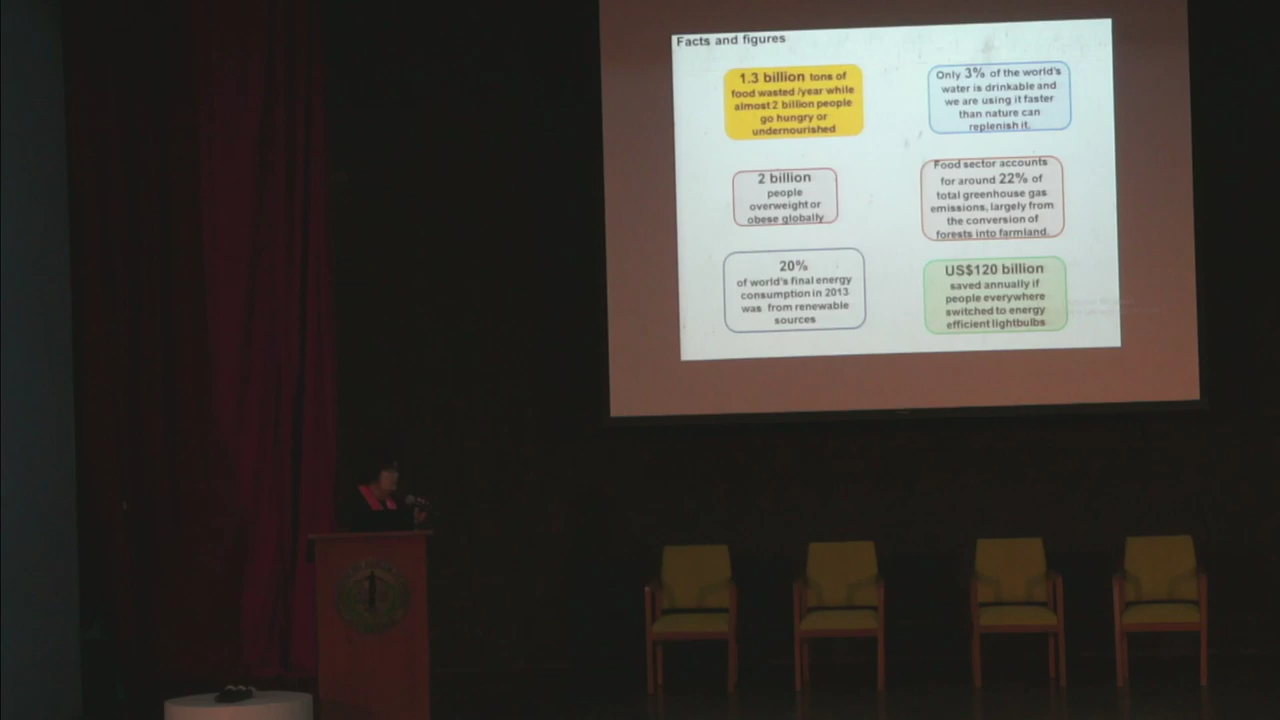 Facts and figures
1.3 billion tons of
food wasted /year while
almost 2 billion people
go hungry or
undernourished
Only 3% of the world's
water is drinkable and
we are using it faster
than nature can
replenish it.
2 billion
people
overweight or
obese globally
Food sector accounts
for around 22% of
total greenhouse gas
emissions, largely from
the conversion of
forests into farmland.
20%
of world's final energy
consumption in 2013
was from renewable
sources
US$120 billion
saved annually if
people everywhere
switched to energy
efficient lightbulbs